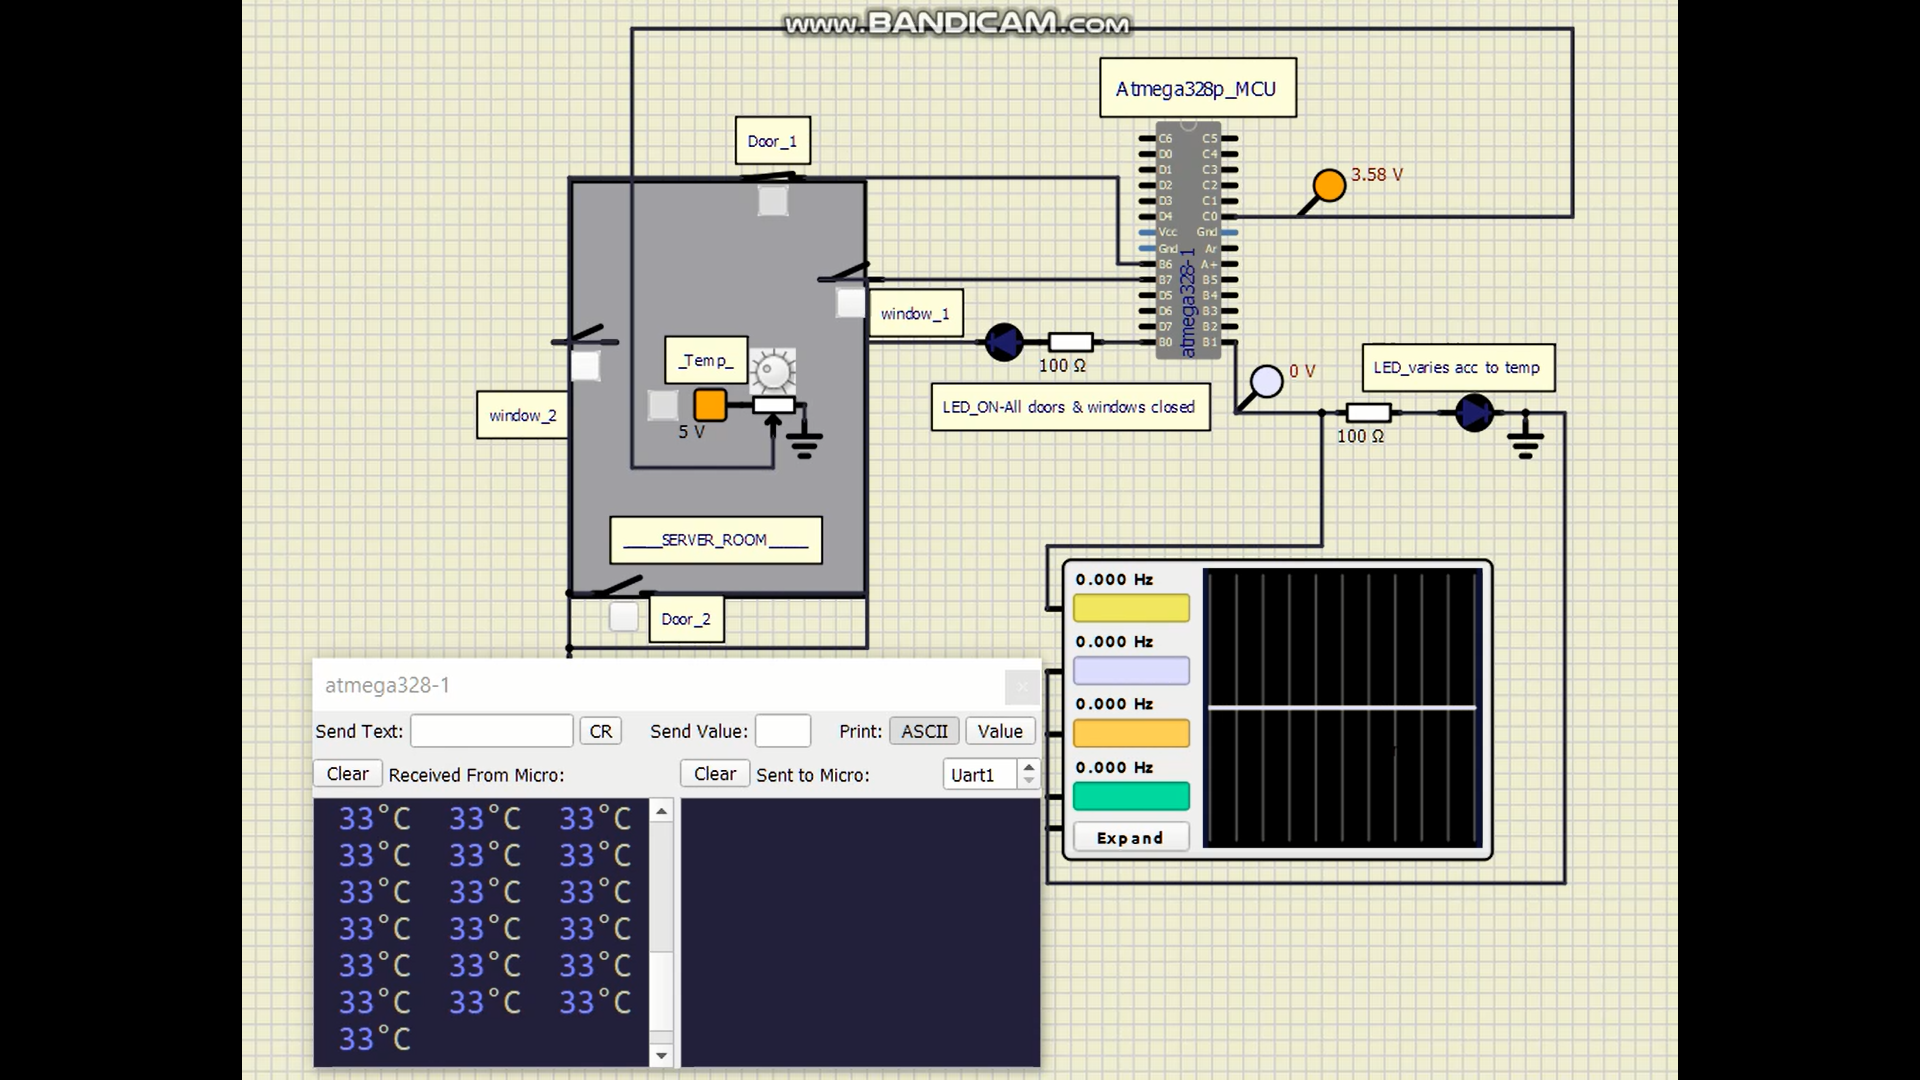 www.BANDICAM.com
Atmega328p_MCU
Door_1
C6 C5
D0 C4
D1 C3
D2 C2
D3 C1
D4 C0
Vcc Gnd
Gnd Ar
B6 A+
B7 B5
D5 B4
D6 B3
D7 B2
B0 B1
atmega328-1
3.58 V
window_1
_Temp_
5 V
100 Ω
0 V
LED_varies acc to temp
window_2
LED_ON-All doors & windows closed
100 Ω
_____SERVER_ROOM_____
Door_2
0.000 Hz
0.000 Hz
0.000 Hz
0.000 Hz
Expand
atmega328-1
Send Text: CR Send Value: Print: ASCII Value
Clear Received From Micro: Clear Sent to Micro: Uart1
33°C 33°C 33°C
33°C 33°C 33°C
33°C 33°C 33°C
33°C 33°C 33°C
33°C 33°C 33°C
33°C 33°C 33°C
33°C